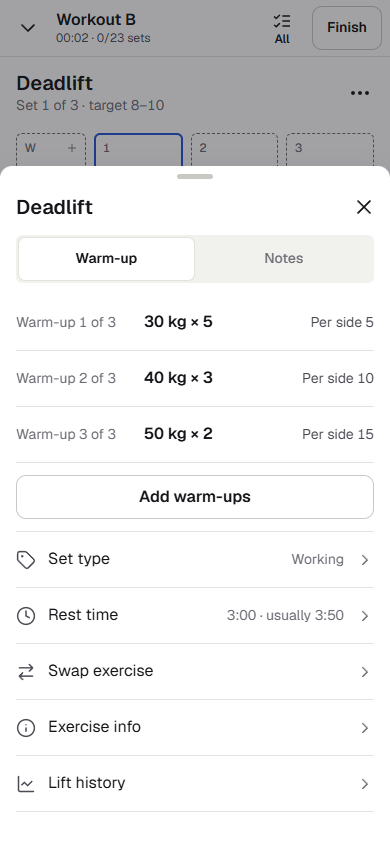 Workout B
00:02 · 0/23 sets
All
Finish
Deadlift
Set 1 of 3 · target 8–10
W +
1
2
3
Deadlift
Warm-up
Notes
Warm-up 1 of 3 30 kg × 5 Per side 5
Warm-up 2 of 3 40 kg × 3 Per side 10
Warm-up 3 of 3 50 kg × 2 Per side 15
Add warm-ups
Set type Working
Rest time 3:00 · usually 3:50
Swap exercise
Exercise info
Lift history